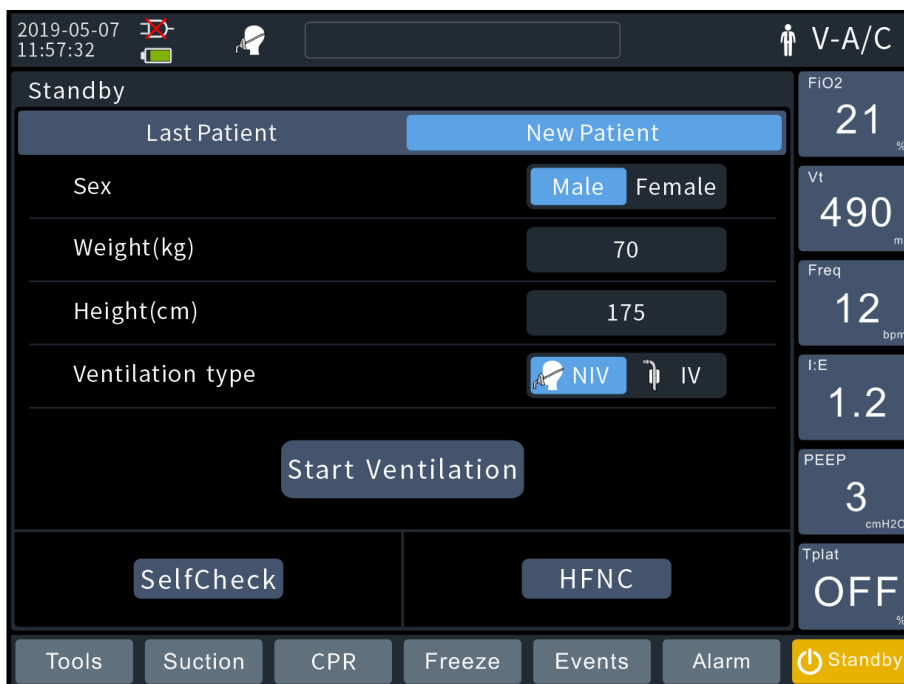 2019-05-07
11:57:32
V-A/C
Standby
Last Patient New Patient
Sex Male Female
Weight(kg) 70
Height(cm) 175
Ventilation type NIV IV
Start Ventilation
SelfCheck HFNC
FiO2
21
%
Vt
490
m
Freq
12
bpm
I:E
1.2
PEEP
3
cmH2O
Tplat
OFF
%
Tools Suction CPR Freeze Events Alarm Standby